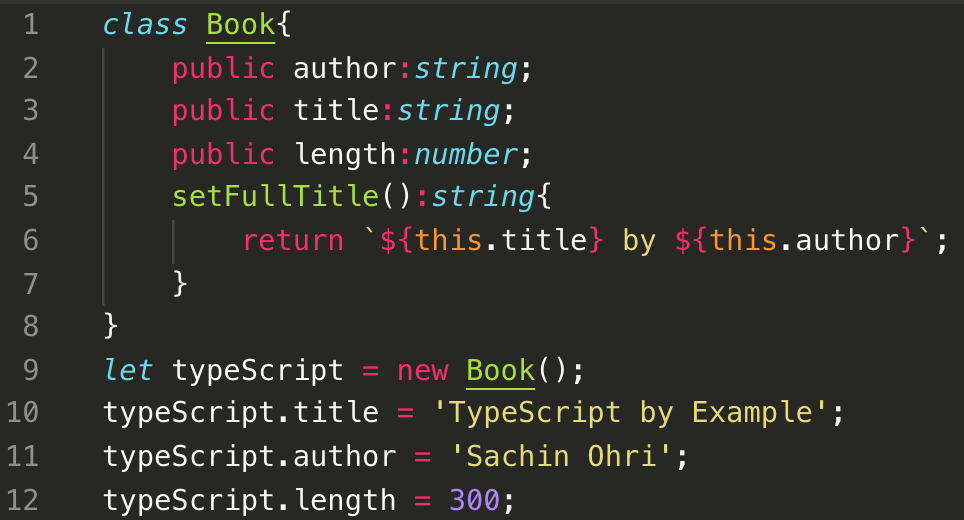 1 class Book{
2 public author:string;
3 public title:string;
4 public length:number;
5 setFullTitle():string{
6 return `${this.title} by ${this.author}`;
7 }
8 }
9 let typeScript = new Book();
10 typeScript.title = 'TypeScript by Example';
11 typeScript.author = 'Sachin Ohri';
12 typeScript.length = 300;